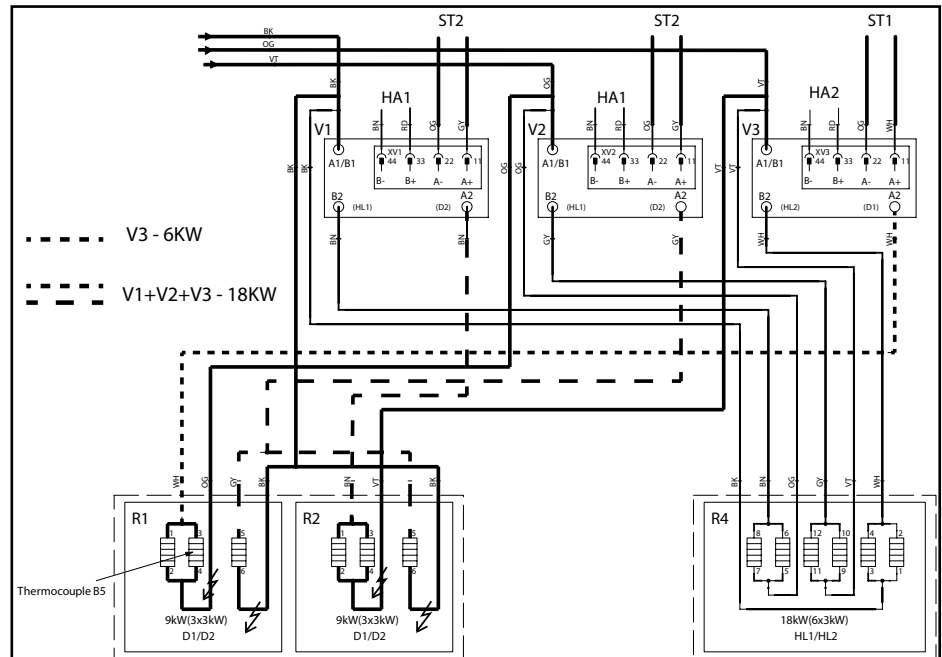 ST2 ST2 ST1
BK
OG
VT
BK OG VT
HA1 HA1 HA2
BN RD OG GY BN RD OG GY BN RD OG WH
V1 V2 V3
XV1 XV2 XV3
A1/B1 44 33 22 11 A1/B1 44 33 22 11 A1/B1 44 33 22 11
B- B+ A- A+ B- B+ A- A+ B- B+ A- A+
BK BK OG OG VT VT
B2 A2 B2 A2 B2 A2
(HL1) (D2) (HL1) (D2) (HL2) (D1)
BN BN GY GY WH
V3 - 6KW
V1+V2+V3 - 18KW
WH OG GY BK BN VT BK BK BN OG GY VT WH
R1 R2 R4
1 3 5 1 3 5 8 6 12 10 4 2
2 4 6 2 4 6 7 5 11 9 3 1
Thermocouple B5
9kW(3x3kW) 9kW(3x3kW) 18kW(6x3kW)
D1/D2 D1/D2 HL1/HL2